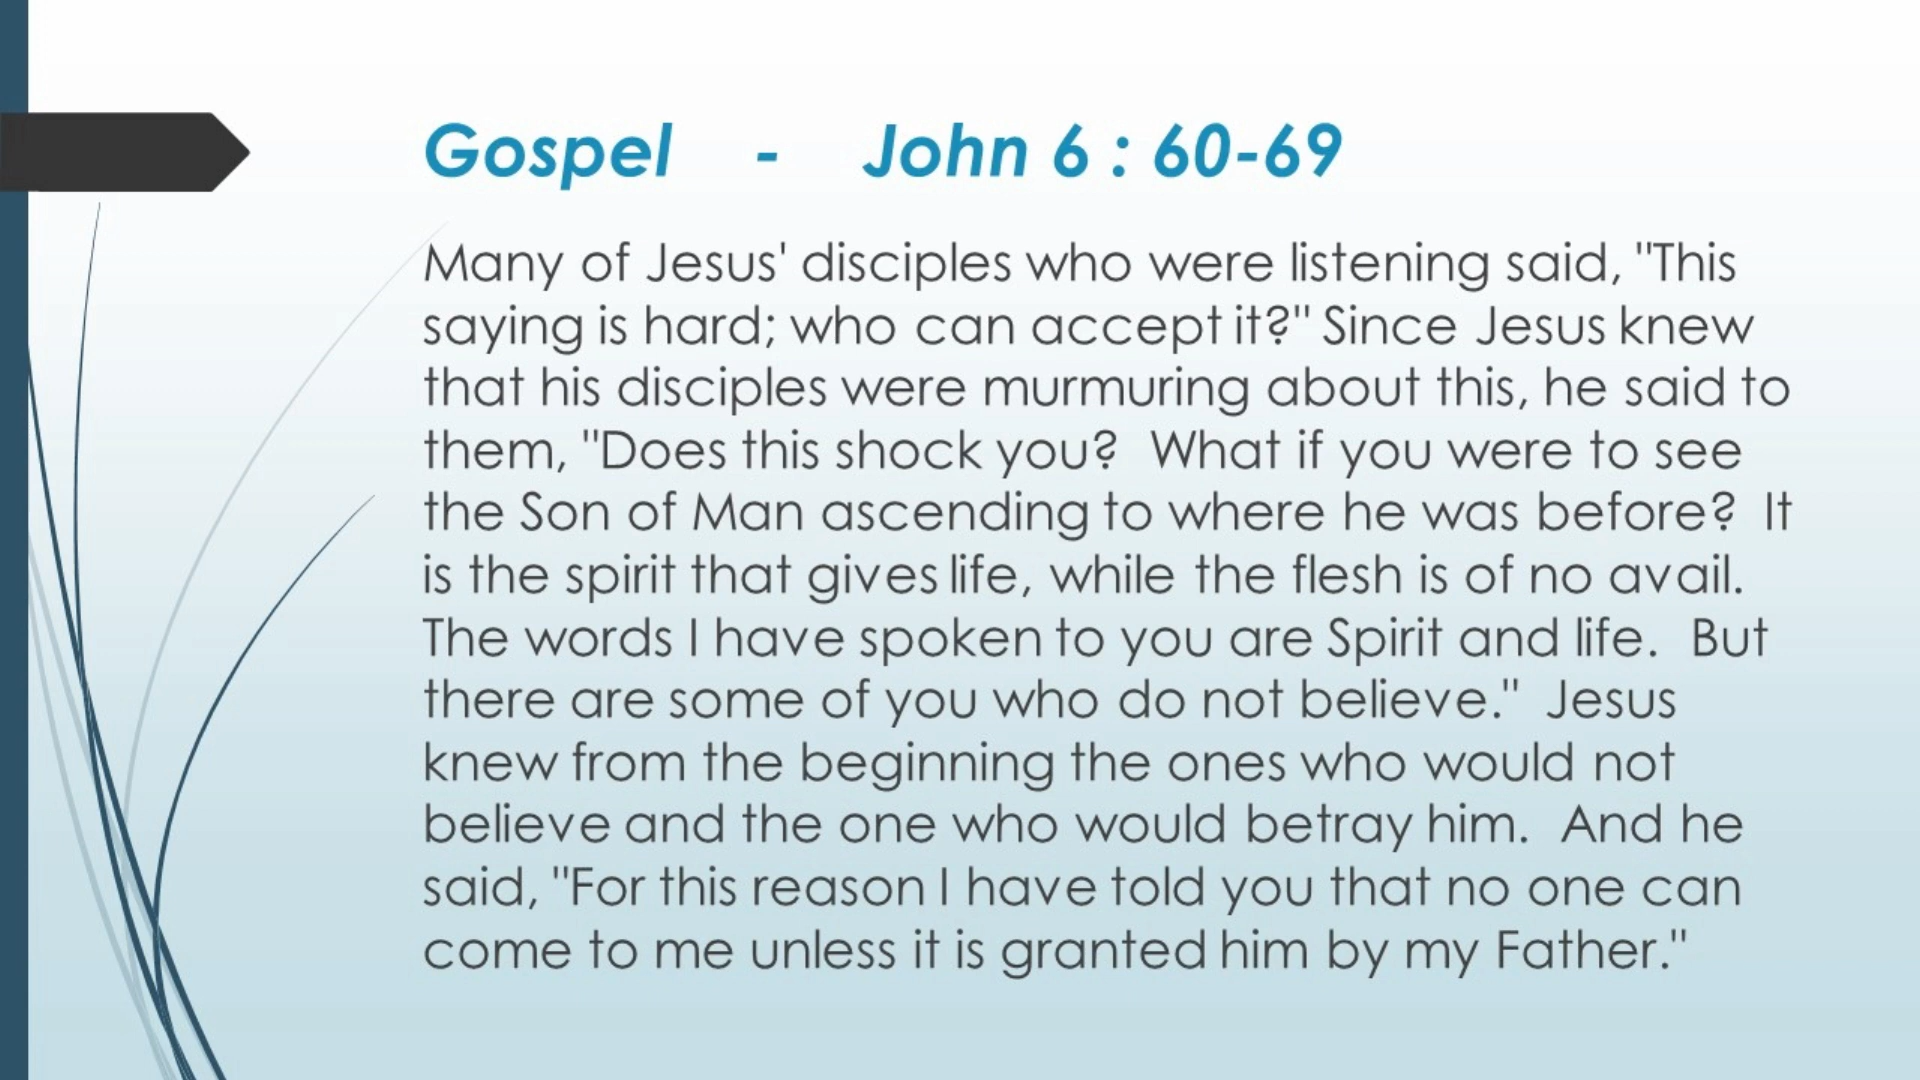 Gospel - John 6 : 60-69
Many of Jesus' disciples who were listening said, "This
saying is hard; who can accept it?" Since Jesus knew
that his disciples were murmuring about this, he said to
them, "Does this shock you?  What if you were to see
the Son of Man ascending to where he was before?  It
is the spirit that gives life, while the flesh is of no avail.
The words I have spoken to you are Spirit and life.  But
there are some of you who do not believe."  Jesus
knew from the beginning the ones who would not
believe and the one who would betray him.  And he
said, "For this reason I have told you that no one can
come to me unless it is granted him by my Father."